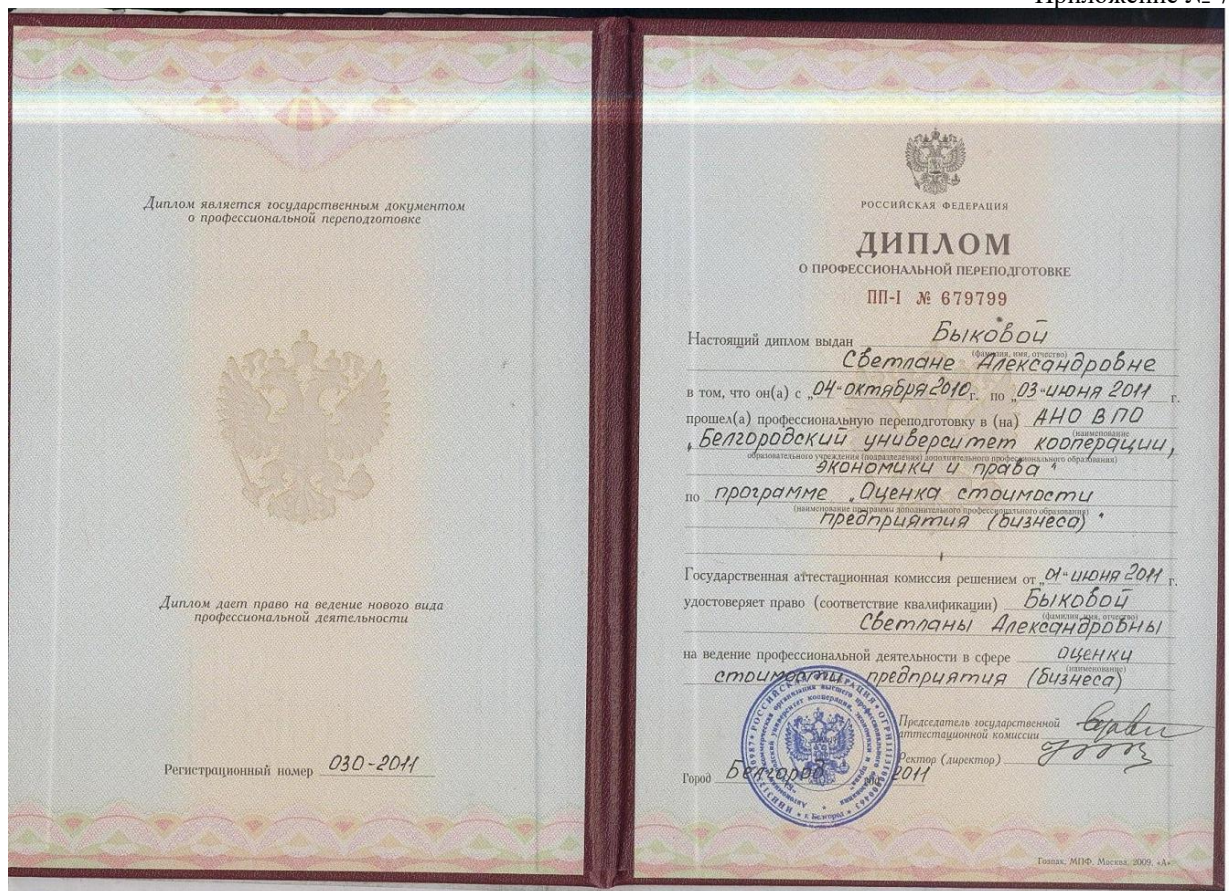 Приложение №
Диплом является государственным документом
о профессиональной переподготовке
Диплом дает право на ведение нового вида
профессиональной деятельности
Регистрационный номер 030-2011
РОССИЙСКАЯ ФЕДЕРАЦИЯ
ДИПЛОМ
О ПРОФЕССИОНАЛЬНОЙ ПЕРЕПОДГОТОВКЕ
ПП-I № 679799
Настоящий диплом выдан Быковой
(фамилия, имя, отчество)
Светлане Александровне
в том, что он(а) с „04“ октября 2010 г. по „03“ июня 2011 г.
прошел(а) профессиональную переподготовку в (на) АНО ВПО
(наименование
„Белгородский университет кооперации,
образовательного учреждения (подразделения) дополнительного профессионального образования)
экономики и права“
по программе „Оценка стоимости
(наименование программы дополнительного профессионального образования)
предприятия (бизнеса)“
Государственная аттестационная комиссия решением от „01“ июня 2011 г.
удостоверяет право (соответствие квалификации) Быковой
(фамилия, имя, отчество)
Светланы Александровны
на ведение профессиональной деятельности в сфере оценки
(наименование)
стоимости предприятия (бизнеса)
Председатель государственной
аттестационной комиссии
Ректор (директор)
Город Белгород 2011
РОССИЙСКАЯ ФЕДЕРАЦИЯ
г. Белгород
Гознак, МПФ, Москва, 2009, «А».